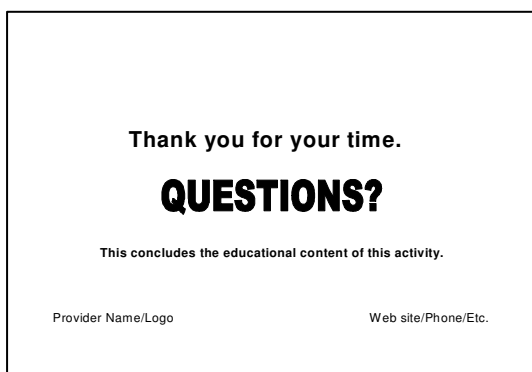 Thank you for your time.
QUESTIONS?
This concludes the educational content of this activity.
Provider Name/Logo
Web site/Phone/Etc.